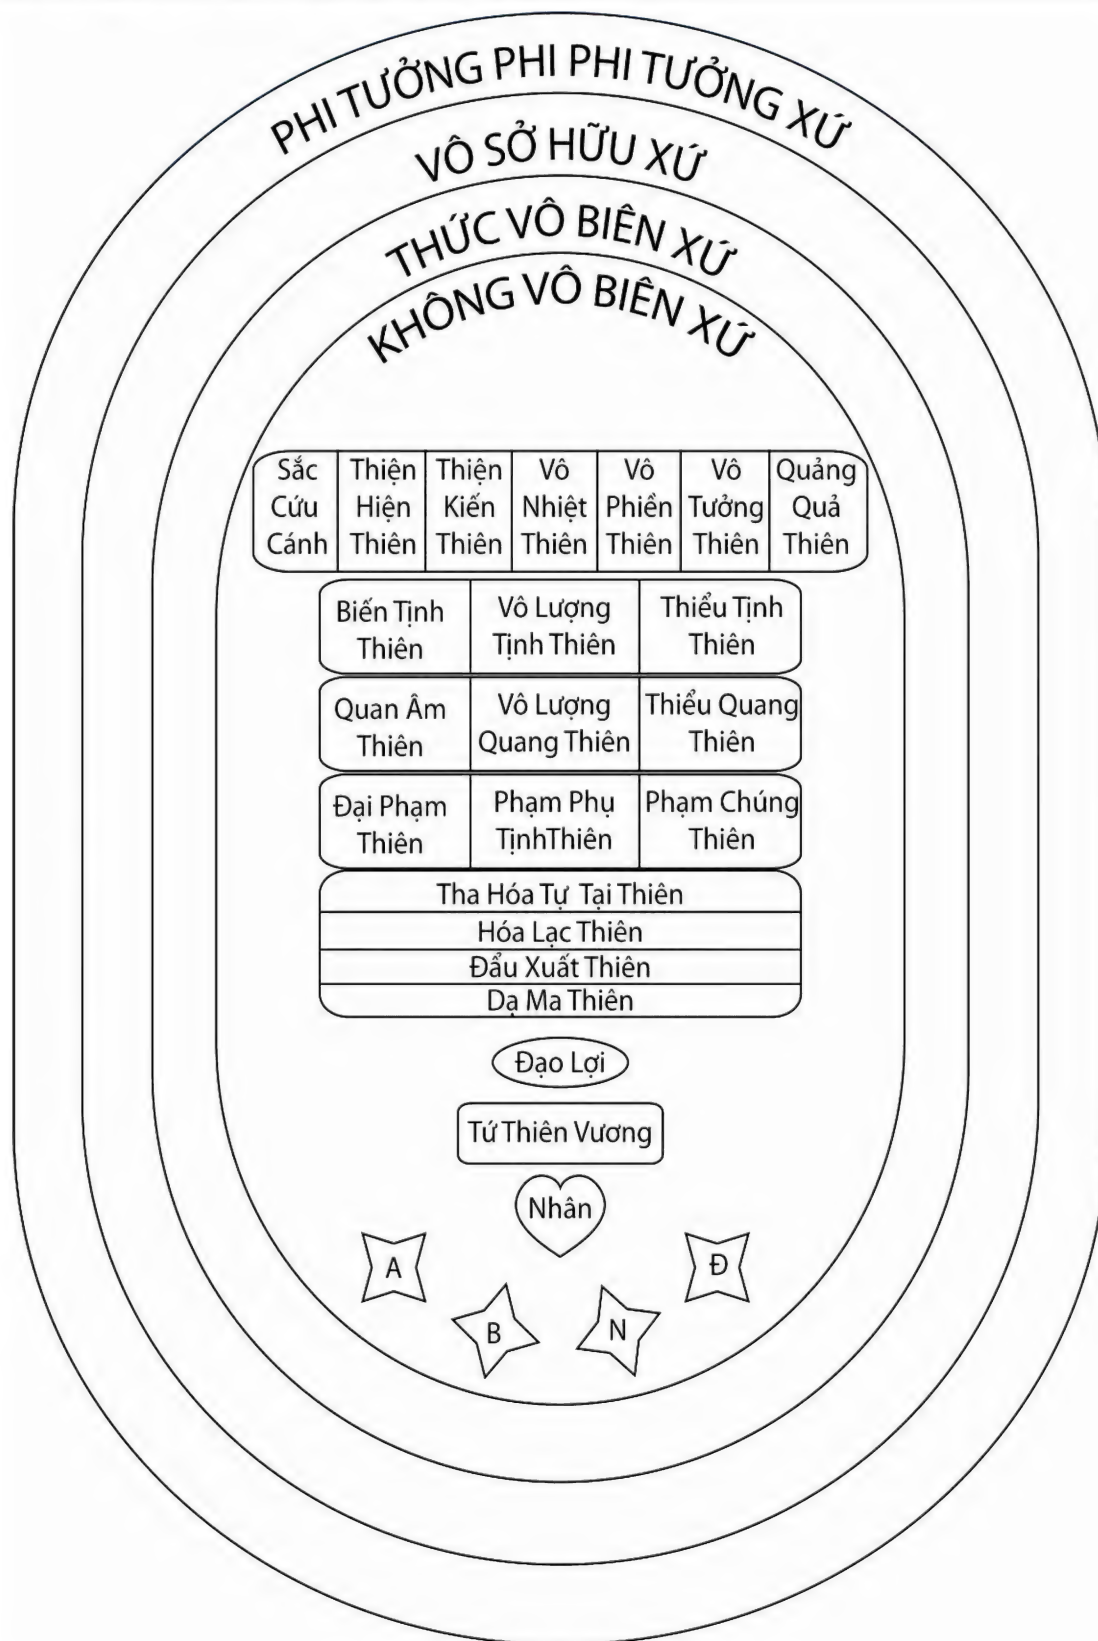 PHI TƯỞNG PHI PHI TƯỞNG XỨ
VÔ SỞ HỮU XỨ
THỨC VÔ BIÊN XỨ
KHÔNG VÔ BIÊN XỨ
Sắc
Cứu
Cánh
Thiện
Hiện
Thiên
Thiện
Kiến
Thiên
Vô
Nhiệt
Thiên
Vô
Phiền
Thiên
Vô
Tưởng
Thiên
Quảng
Quả
Thiên
Biến Tịnh
Thiên
Vô Lượng
Tịnh Thiên
Thiểu Tịnh
Thiên
Quan Âm
Thiên
Vô Lượng
Quang Thiên
Thiểu Quang
Thiên
Đại Phạm
Thiên
Phạm Phụ
TịnhThiên
Phạm Chúng
Thiên
Tha Hóa Tự Tại Thiên
Hóa Lạc Thiên
Đẩu Xuất Thiên
Dạ Ma Thiên
Đạo Lợi
Tứ Thiên Vương
Nhân
A
B
N
Đ